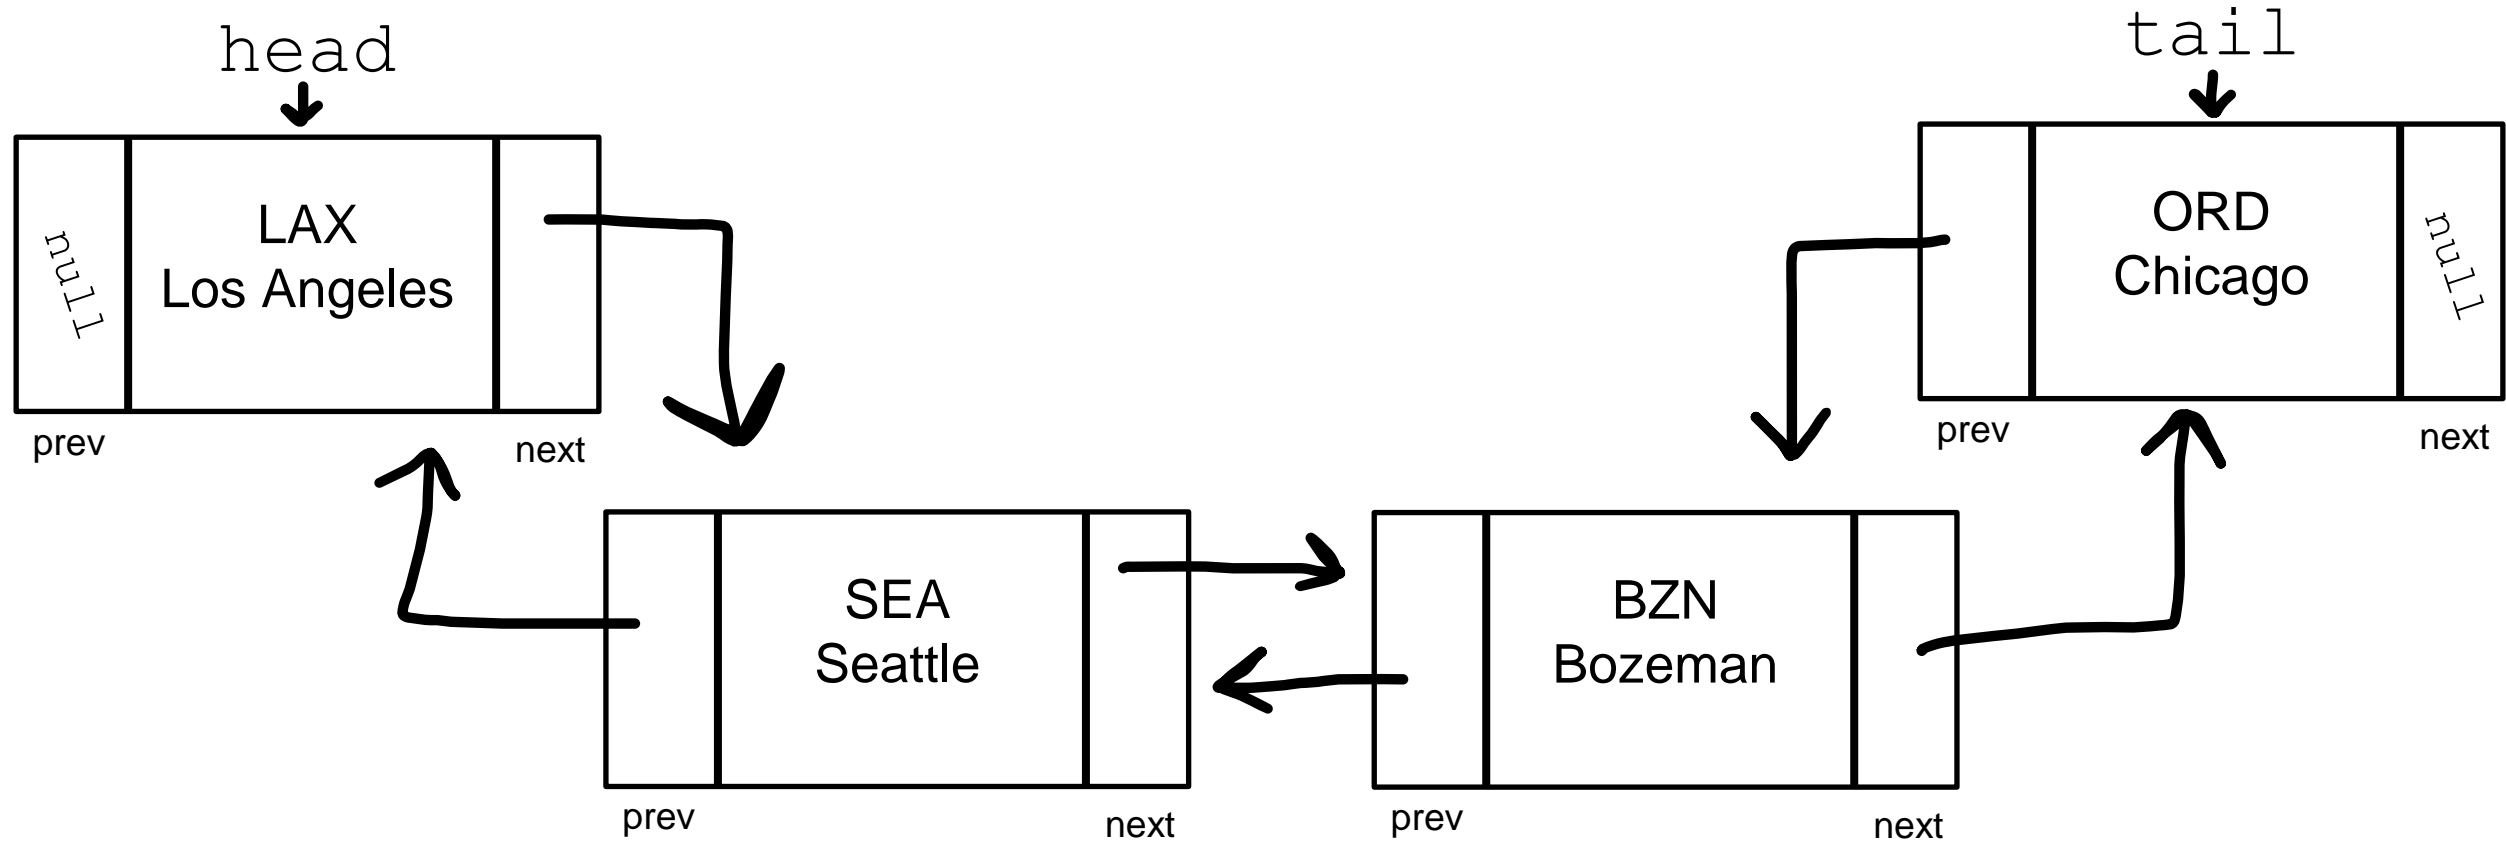 head
tail
null
LAX
Los Angeles
prev
next
ORD
Chicago
null
prev
next
SEA
Seattle
prev
next
BZN
Bozeman
prev
next